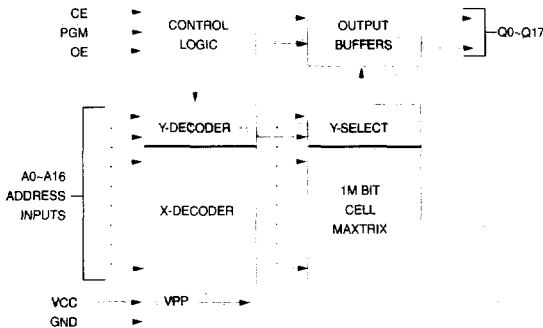 CE
PGM
OE
CONTROL
LOGIC
OUTPUT
BUFFERS
Q0~Q17
A0~A16
ADDRESS
INPUTS
Y-DECODER
X-DECODER
Y-SELECT
1M BIT
CELL
MAXTRIX
VCC
GND
VPP